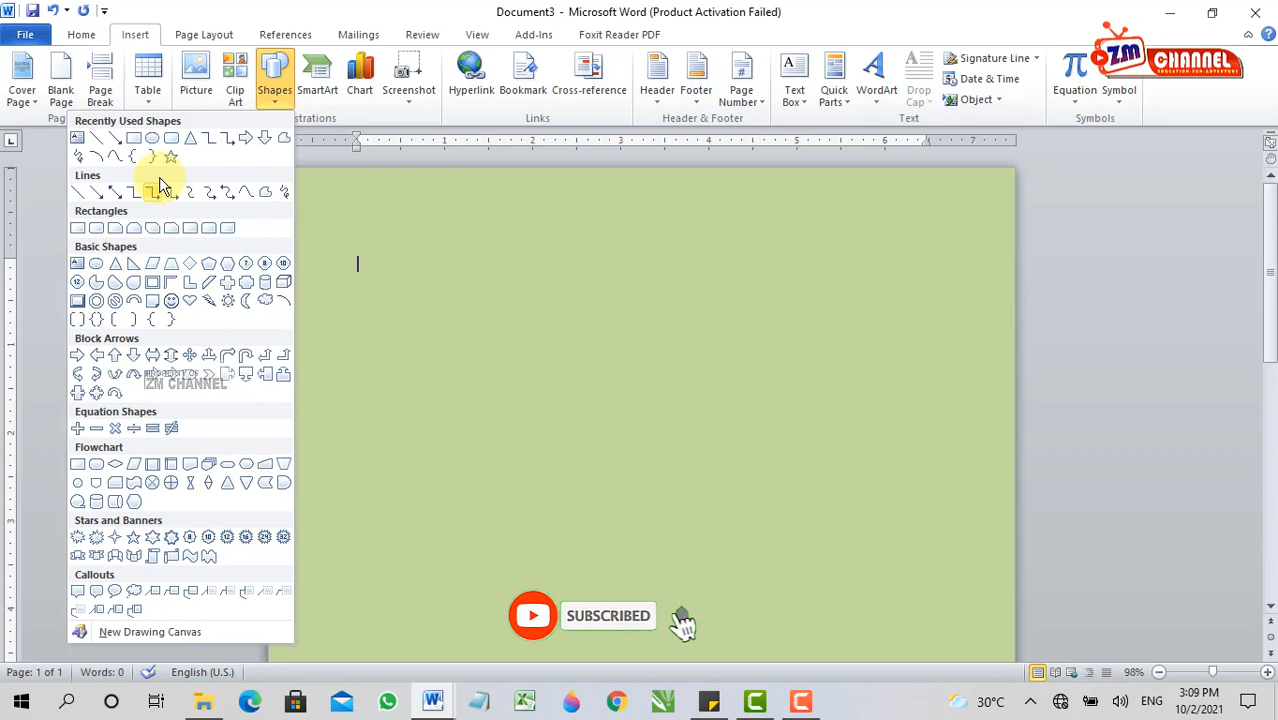 Document3 - Microsoft Word (Product Activation Failed)
File Home Insert Page Layout References Mailings Review View Add-Ins Foxit Reader PDF
Cover Page
Blank Page
Page Break
Table
Picture
Clip Art
Shapes
SmartArt
Chart
Screenshot
Hyperlink
Bookmark
Cross-reference
Header
Footer
Page Number
Text Box
Quick Parts
WordArt
Drop Cap
Signature Line
Date & Time
Object
Equation
Symbol
ZM CHANNEL
Links
Header & Footer
Text
Symbols
Recently Used Shapes
Lines
Rectangles
Basic Shapes
Block Arrows
PROPERTY OF
ZM CHANNEL
Equation Shapes
Flowchart
Stars and Banners
Callouts
New Drawing Canvas
SUBSCRIBED
Page: 1 of 1 Words: 0 English (U.S.) 98%
30°C ENG 3:09 PM
10/2/2021